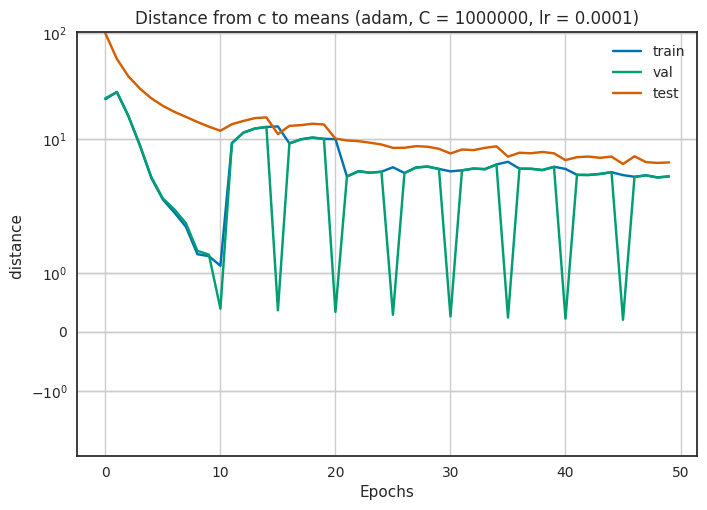 Distance from c to means (adam, C = 1000000, lr = 0.0001)
distance
10²
10¹
10⁰
0
−10⁰
train
val
test
0 10 20 30 40 50
Epochs